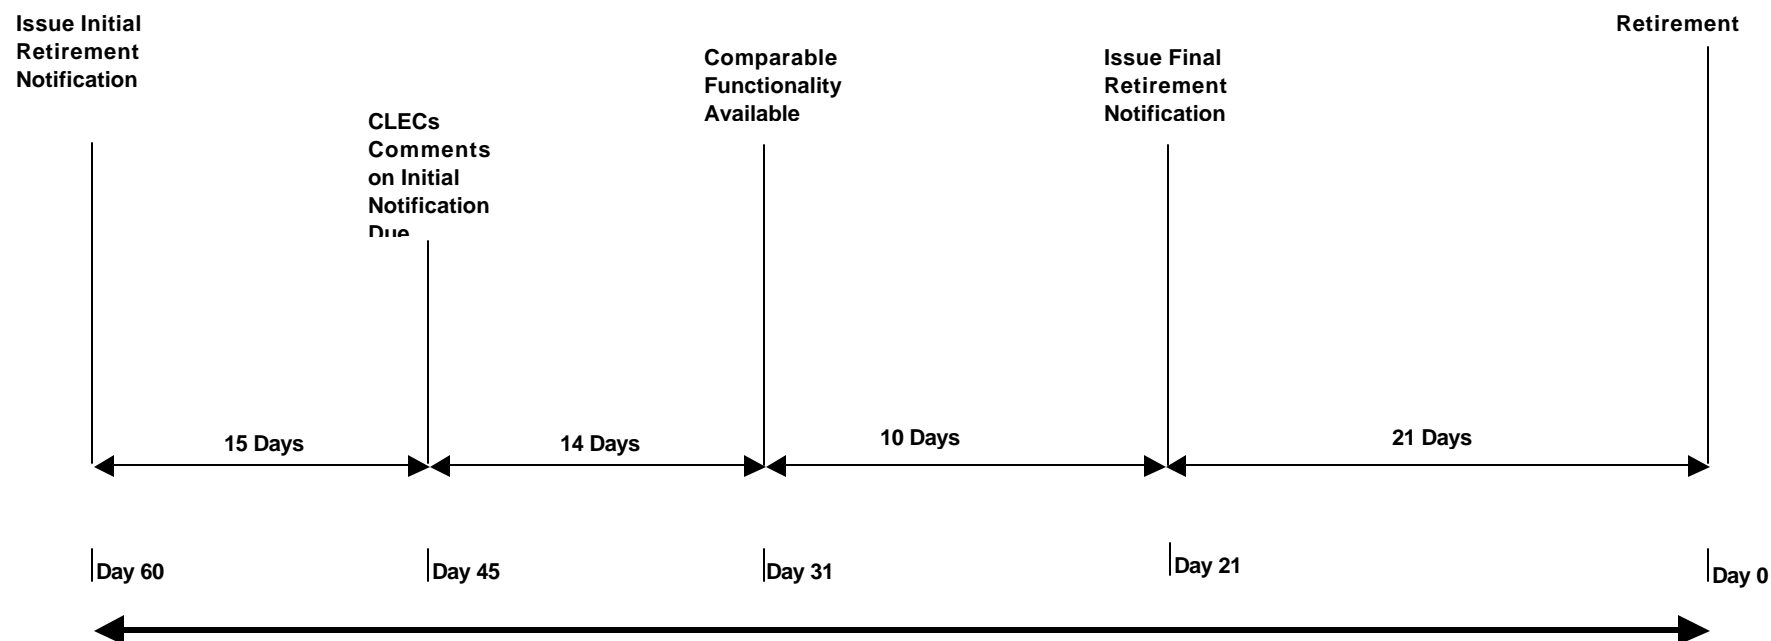 Issue Initial
Retirement
Notification
CLECs
Comments
on Initial
Notification
Due
Comparable
Functionality
Available
Issue Final
Retirement
Notification
Retirement
15 Days
14 Days
10 Days
21 Days
Day 60
Day 45
Day 31
Day 21
Day 0